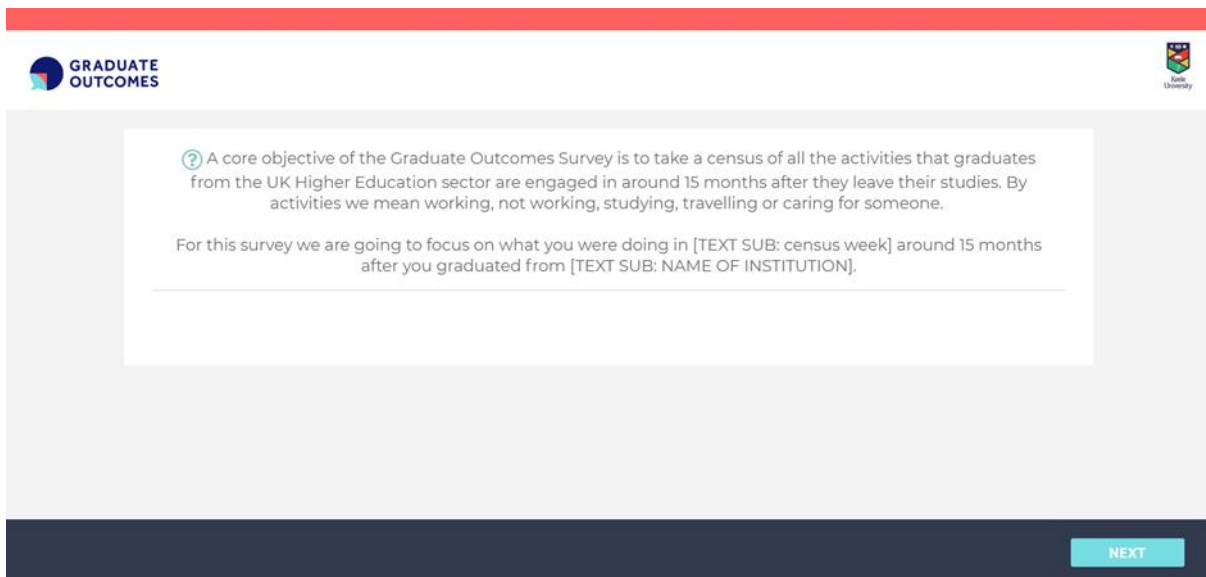 GRADUATE
OUTCOMES
Keele
University
? A core objective of the Graduate Outcomes Survey is to take a census of all the activities that graduates
from the UK Higher Education sector are engaged in around 15 months after they leave their studies. By
activities we mean working, not working, studying, travelling or caring for someone.
For this survey we are going to focus on what you were doing in [TEXT SUB: census week] around 15 months
after you graduated from [TEXT SUB: NAME OF INSTITUTION].
NEXT